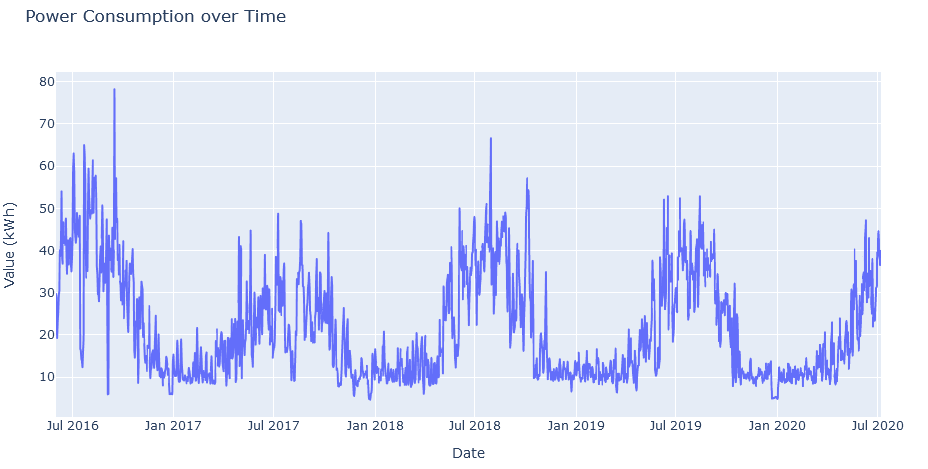 Power Consumption over Time
Value (kWh)
80
70
60
50
40
30
20
10
Jul 2016
Jan 2017
Jul 2017
Jan 2018
Jul 2018
Jan 2019
Jul 2019
Jan 2020
Jul 2020
Date